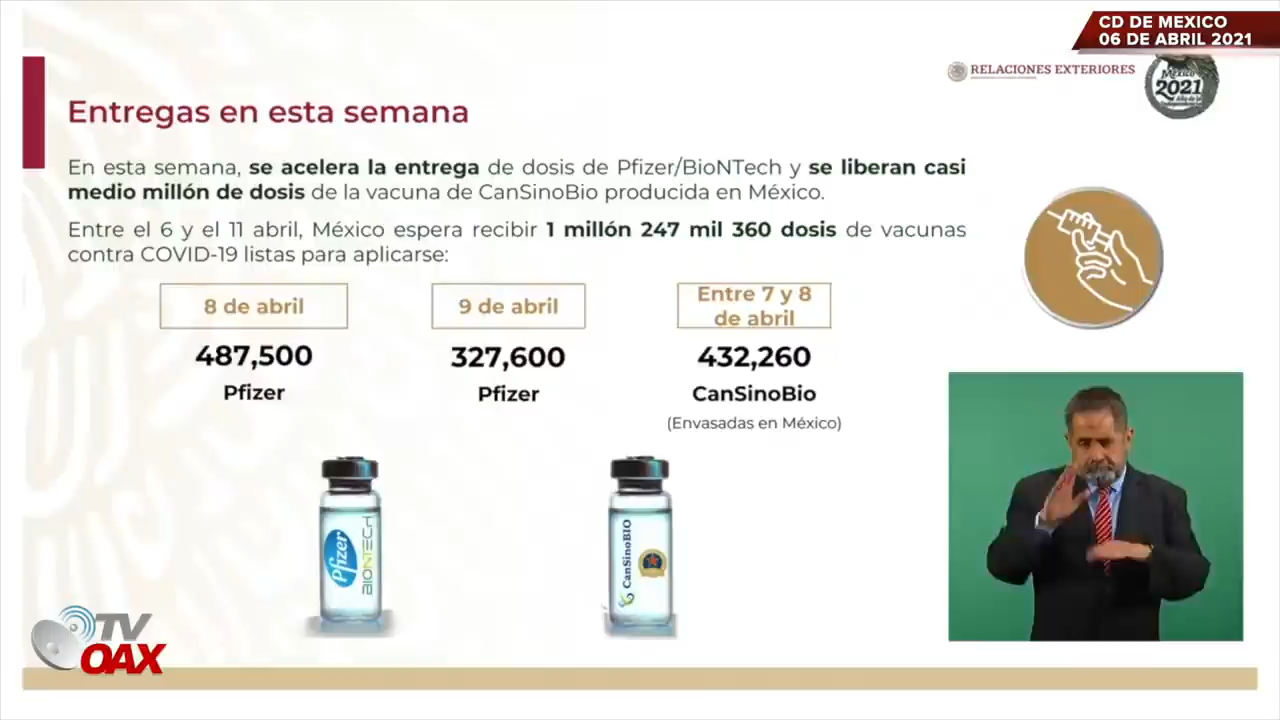 CD DE MEXICO
06 DE ABRIL 2021
RELACIONES EXTERIORES
México
2021
Entregas en esta semana
En esta semana, se acelera la entrega de dosis de Pfizer/BioNTech y se liberan casi
medio millón de dosis de la vacuna de CanSinoBio producida en México.
Entre el 6 y el 11 abril, México espera recibir 1 millón 247 mil 360 dosis de vacunas
contra COVID-19 listas para aplicarse:
8 de abril
487,500
Pfizer
9 de abril
327,600
Pfizer
Entre 7 y 8
de abril
432,260
CanSinoBio
(Envasadas en México)
Pfizer
BIONTECH
CanSinoBIO
TV
OAX